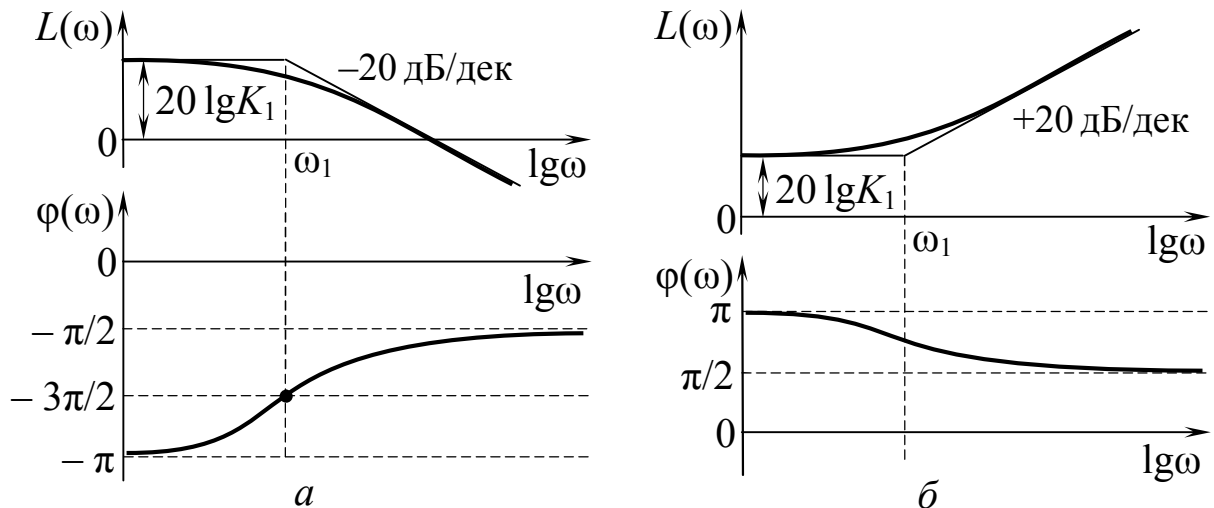 L(ω)
–20 дБ/дек
20 lgK₁
0
ω₁
lgω
φ(ω)
0
lgω
– π/2
– 3π/2
– π
а
L(ω)
+20 дБ/дек
20 lgK₁
0
ω₁
lgω
φ(ω)
π
π/2
0
lgω
б